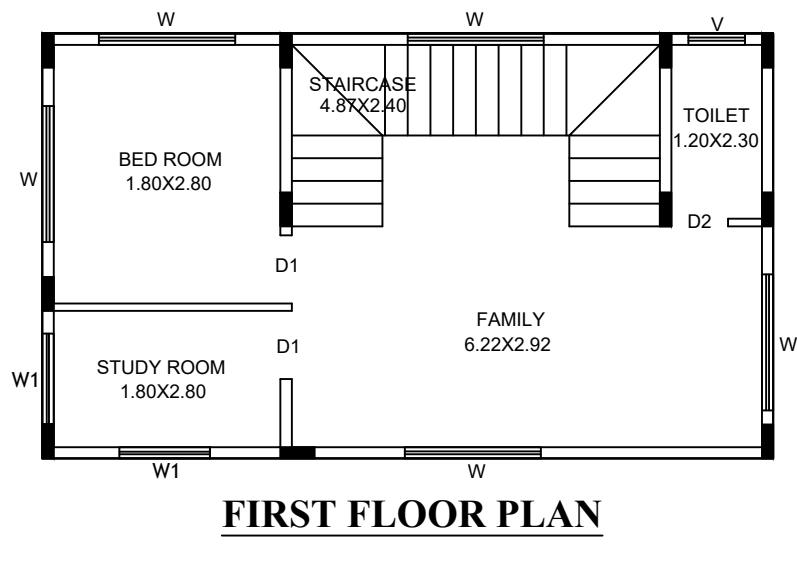 W
W
V
STAIRCASE
4.87X2.40
TOILET
1.20X2.30
BED ROOM
1.80X2.80
W
D2
D1
FAMILY
6.22X2.92
D1
W
STUDY ROOM
1.80X2.80
W1
W1
W
FIRST FLOOR PLAN